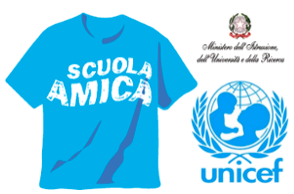 SCUOLA
AMICA
Ministero dell'Istruzione,
dell'Università e della Ricerca
unicef